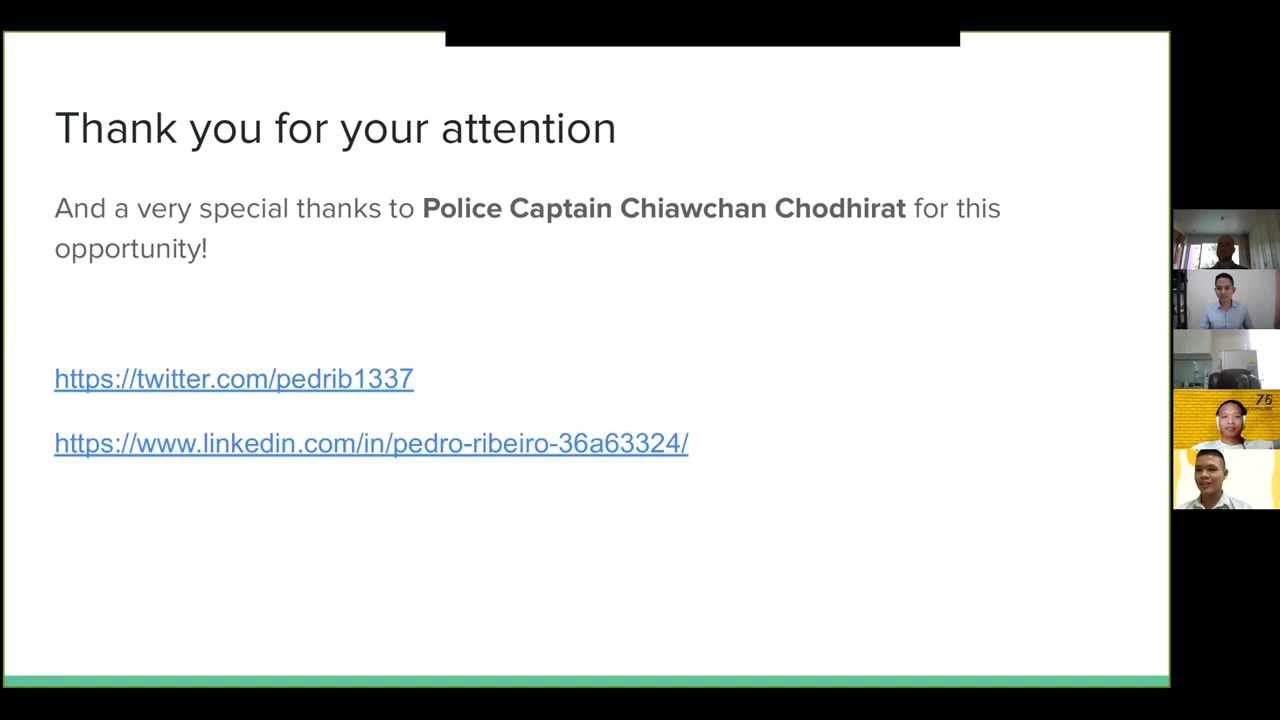 Thank you for your attention
And a very special thanks to Police Captain Chiawchan Chodhirat for this
opportunity!
https://twitter.com/pedrib1337
https://www.linkedin.com/in/pedro-ribeiro-36a63324/
76